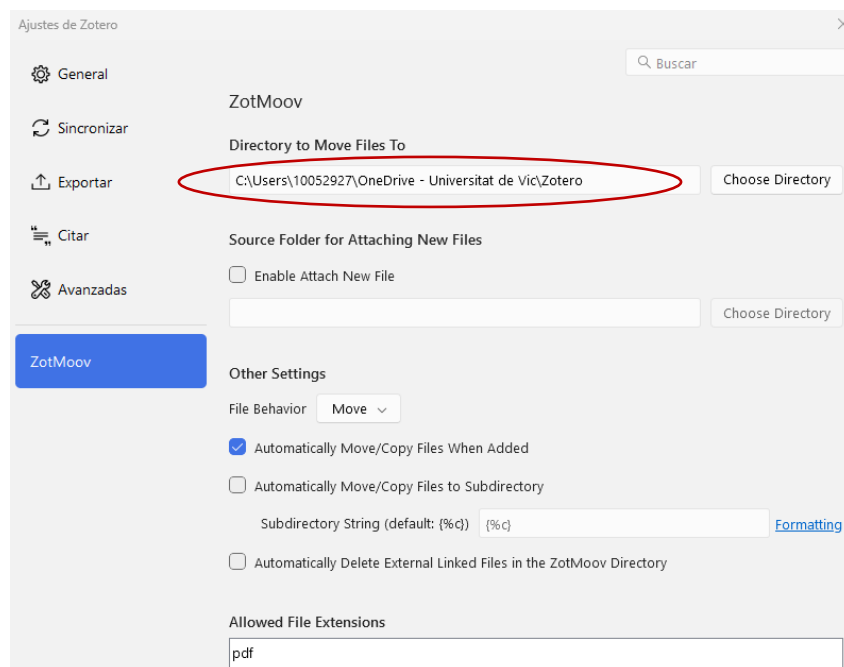 Ajustes de Zotero
Buscar
General
Sincronizar
Exportar
Citar
Avanzadas
ZotMoov
ZotMoov
Directory to Move Files To
C:\Users\10052927\OneDrive - Universitat de Vic\Zotero
Choose Directory
Source Folder for Attaching New Files
Enable Attach New File
Choose Directory
Other Settings
File Behavior Move
Automatically Move/Copy Files When Added
Automatically Move/Copy Files to Subdirectory
Subdirectory String (default: {%c}) {%c} Formatting
Automatically Delete External Linked Files in the ZotMoov Directory
Allowed File Extensions
pdf